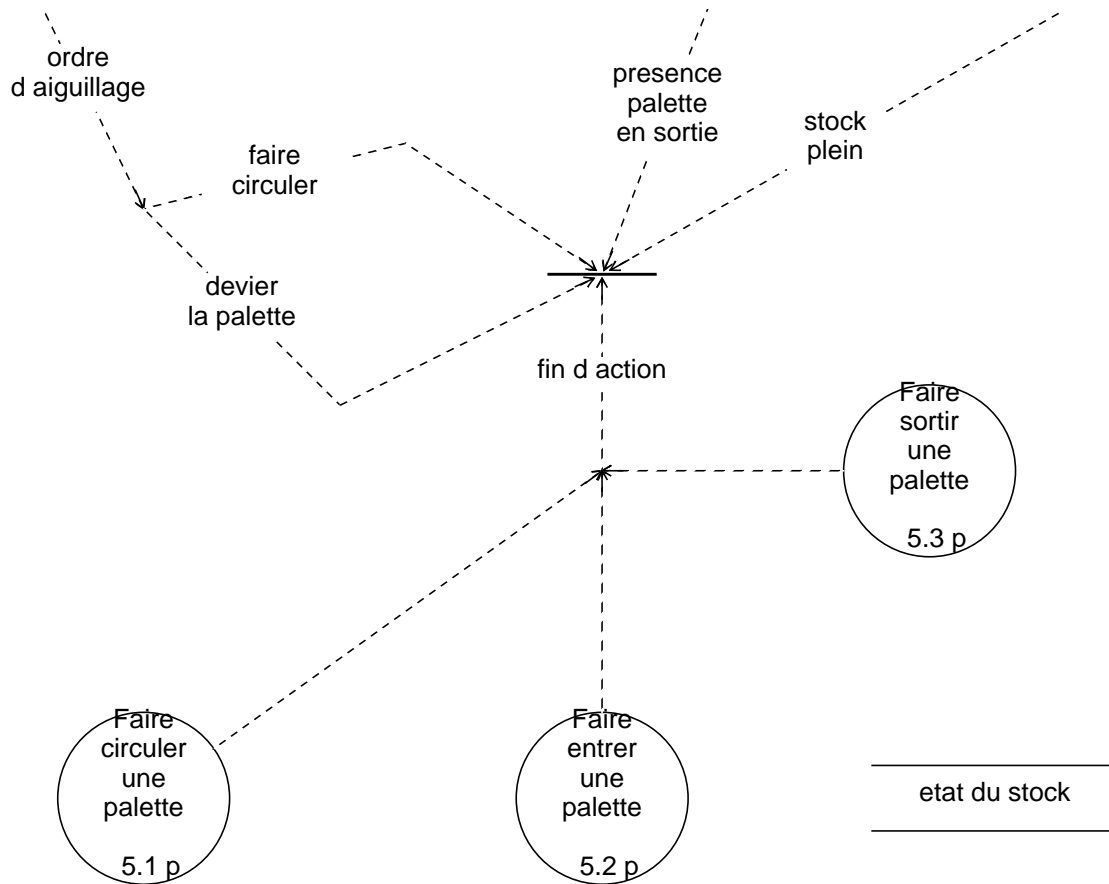 ordre
d aiguillage
presence
palette
en sortie
stock
plein
faire
circuler
devier
la palette
fin d action
Faire
sortir
une
palette
5.3 p
Faire
circuler
une
palette
5.1 p
Faire
entrer
une
palette
5.2 p
etat du stock